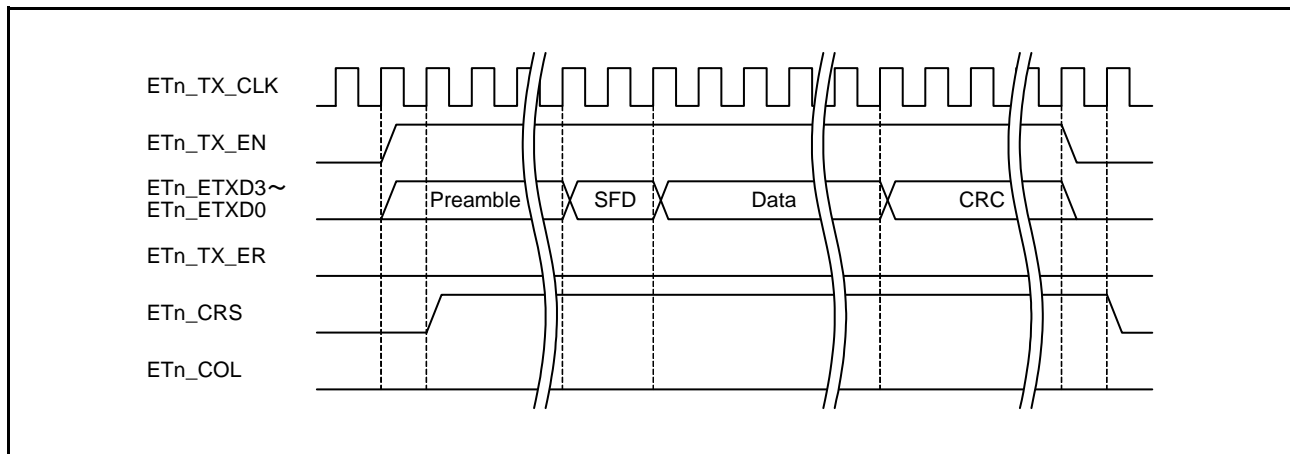 ETn_TX_CLK
ETn_TX_EN
ETn_ETXD3～
ETn_ETXD0
Preamble SFD Data CRC
ETn_TX_ER
ETn_CRS
ETn_COL